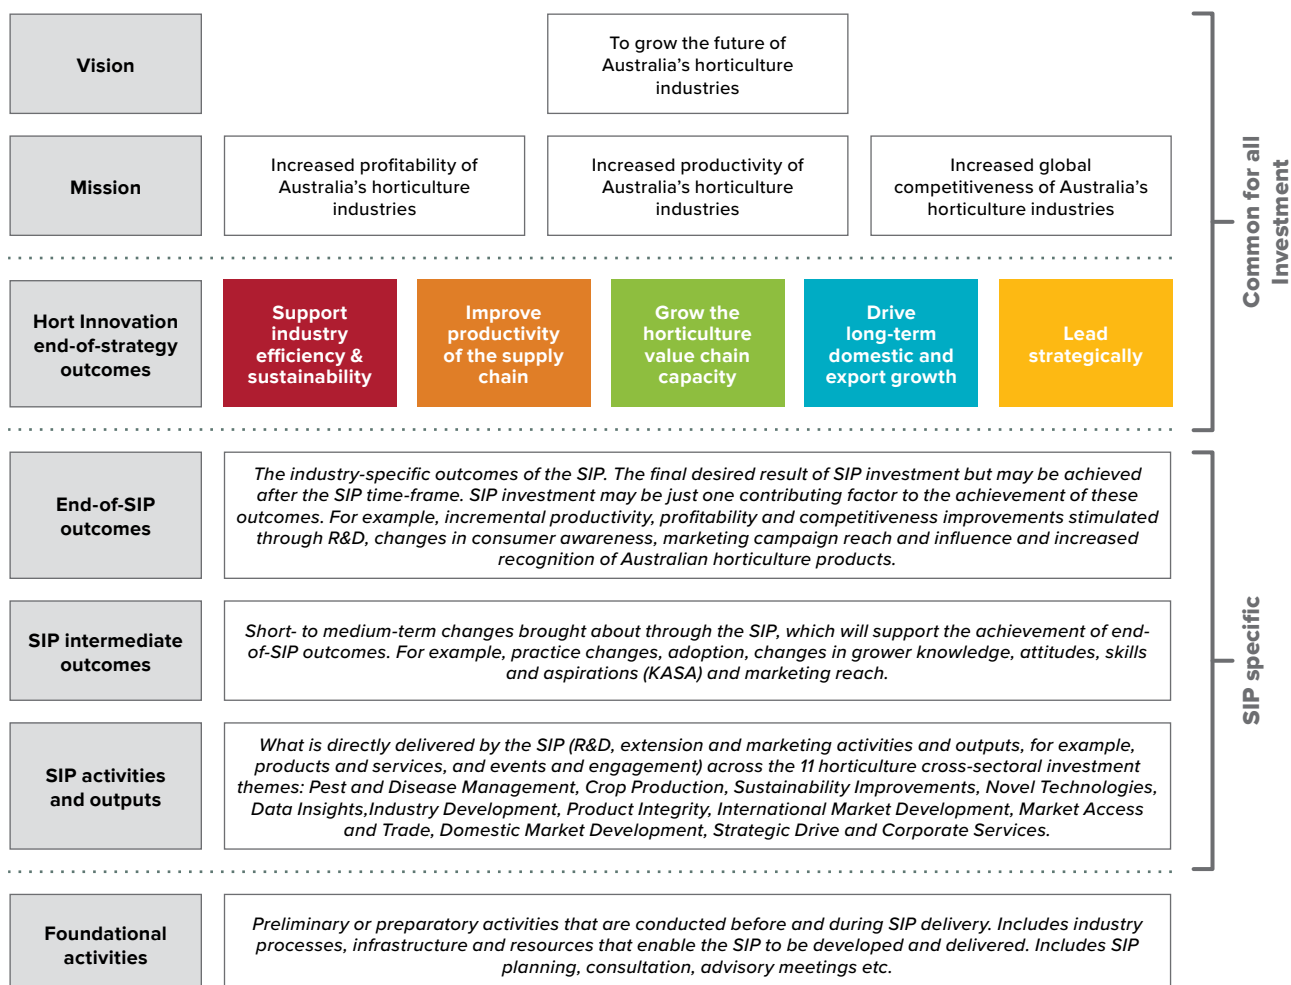 Vision
To grow the future of
Australia's horticulture
industries
Mission
Increased profitability of
Australia's horticulture
industries
Increased productivity of
Australia's horticulture
industries
Increased global
competitiveness of Australia's
horticulture industries
Common for all
Investment
Hort Innovation
end-of-strategy
outcomes
Support
industry
efficiency &
sustainability
Improve
productivity
of the supply
chain
Grow the
horticulture
value chain
capacity
Drive
long-term
domestic and
export growth
Lead
strategically
End-of-SIP
outcomes
The industry-specific outcomes of the SIP. The final desired result of SIP investment but may be achieved
after the SIP time-frame. SIP investment may be just one contributing factor to the achievement of these
outcomes. For example, incremental productivity, profitability and competitiveness improvements stimulated
through R&D, changes in consumer awareness, marketing campaign reach and influence and increased
recognition of Australian horticulture products.
SIP intermediate
outcomes
Short- to medium-term changes brought about through the SIP, which will support the achievement of end-
of-SIP outcomes. For example, practice changes, adoption, changes in grower knowledge, attitudes, skills
and aspirations (KASA) and marketing reach.
SIP specific
SIP activities
and outputs
What is directly delivered by the SIP (R&D, extension and marketing activities and outputs, for example,
products and services, and events and engagement) across the 11 horticulture cross-sectoral investment
themes: Pest and Disease Management, Crop Production, Sustainability Improvements, Novel Technologies,
Data Insights,Industry Development, Product Integrity, International Market Development, Market Access
and Trade, Domestic Market Development, Strategic Drive and Corporate Services.
Foundational
activities
Preliminary or preparatory activities that are conducted before and during SIP delivery. Includes industry
processes, infrastructure and resources that enable the SIP to be developed and delivered. Includes SIP
planning, consultation, advisory meetings etc.